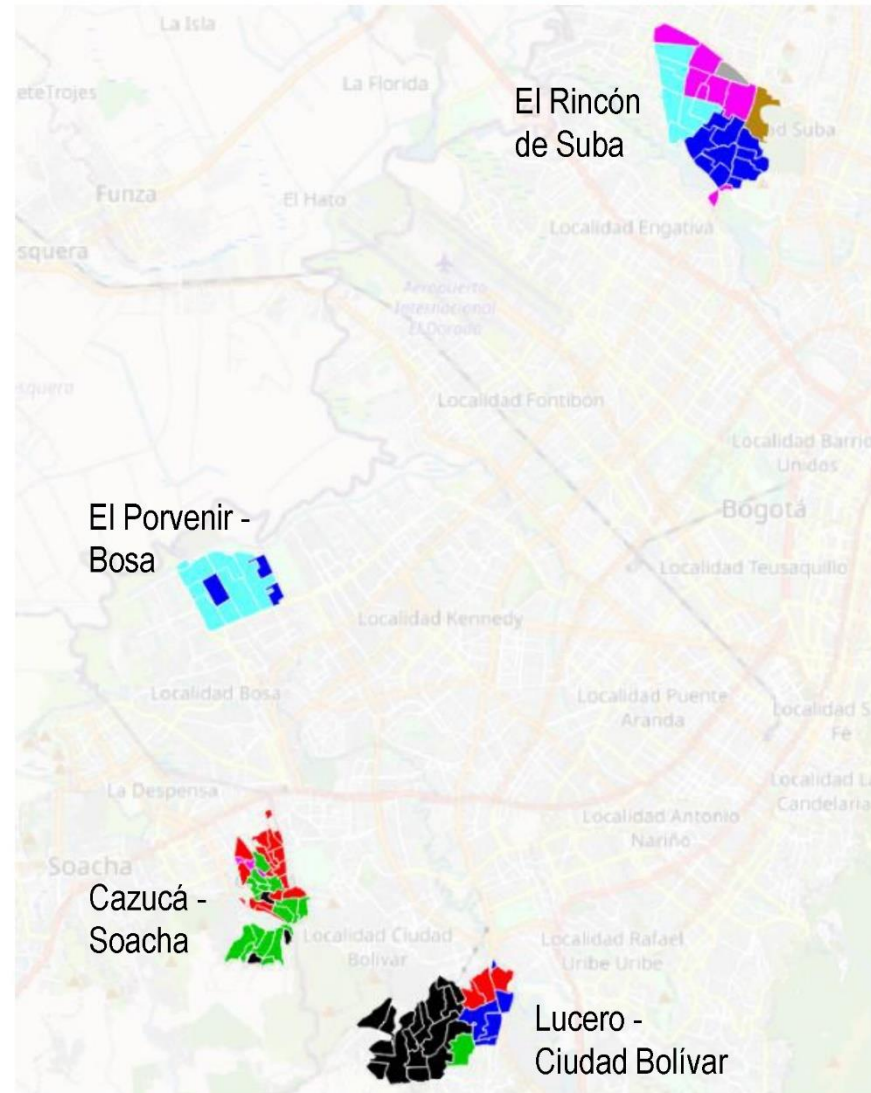 La Isla
eteTrojes
La Florida
El Rincón
de Suba
ad Suba
Funza
El Hato
Localidad Engativá
squera
Aeropuerto
Internacional
El Dorado
squera
Localidad Fontibón
Localidad Barrios
Unidos
Bogotá
El Porvenir -
Bosa
Localidad Teusaquillo
Localidad Kennedy
Localidad Bosa
Localidad Puente
Aranda
Localidad S
Fé
La Despensa
Localidad La
Candelaria
Localidad Antonio
Nariño
Soacha
Cazucá -
Soacha
Localidad Ciudad
Bolívar
Localidad Rafael
Uribe Uribe
Lucero -
Ciudad Bolívar